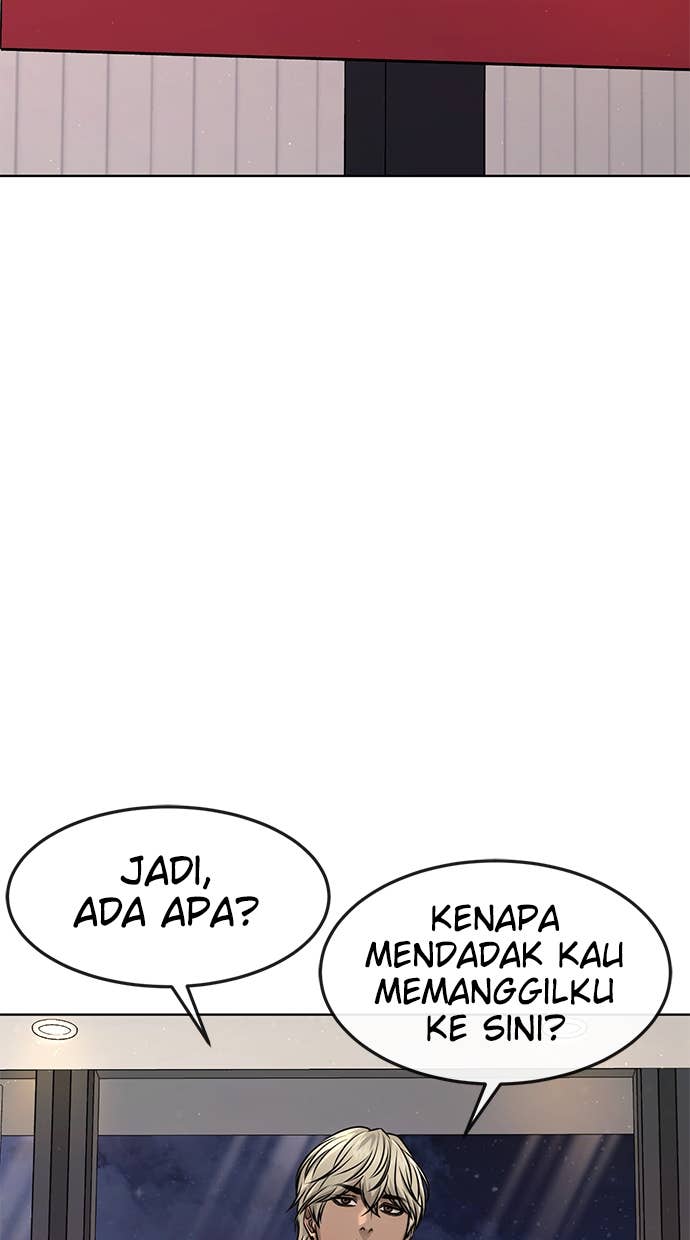 JADI,
ADA APA?
KENAPA
MENDADAK KAU
MEMANGGILKU
KE SINI?